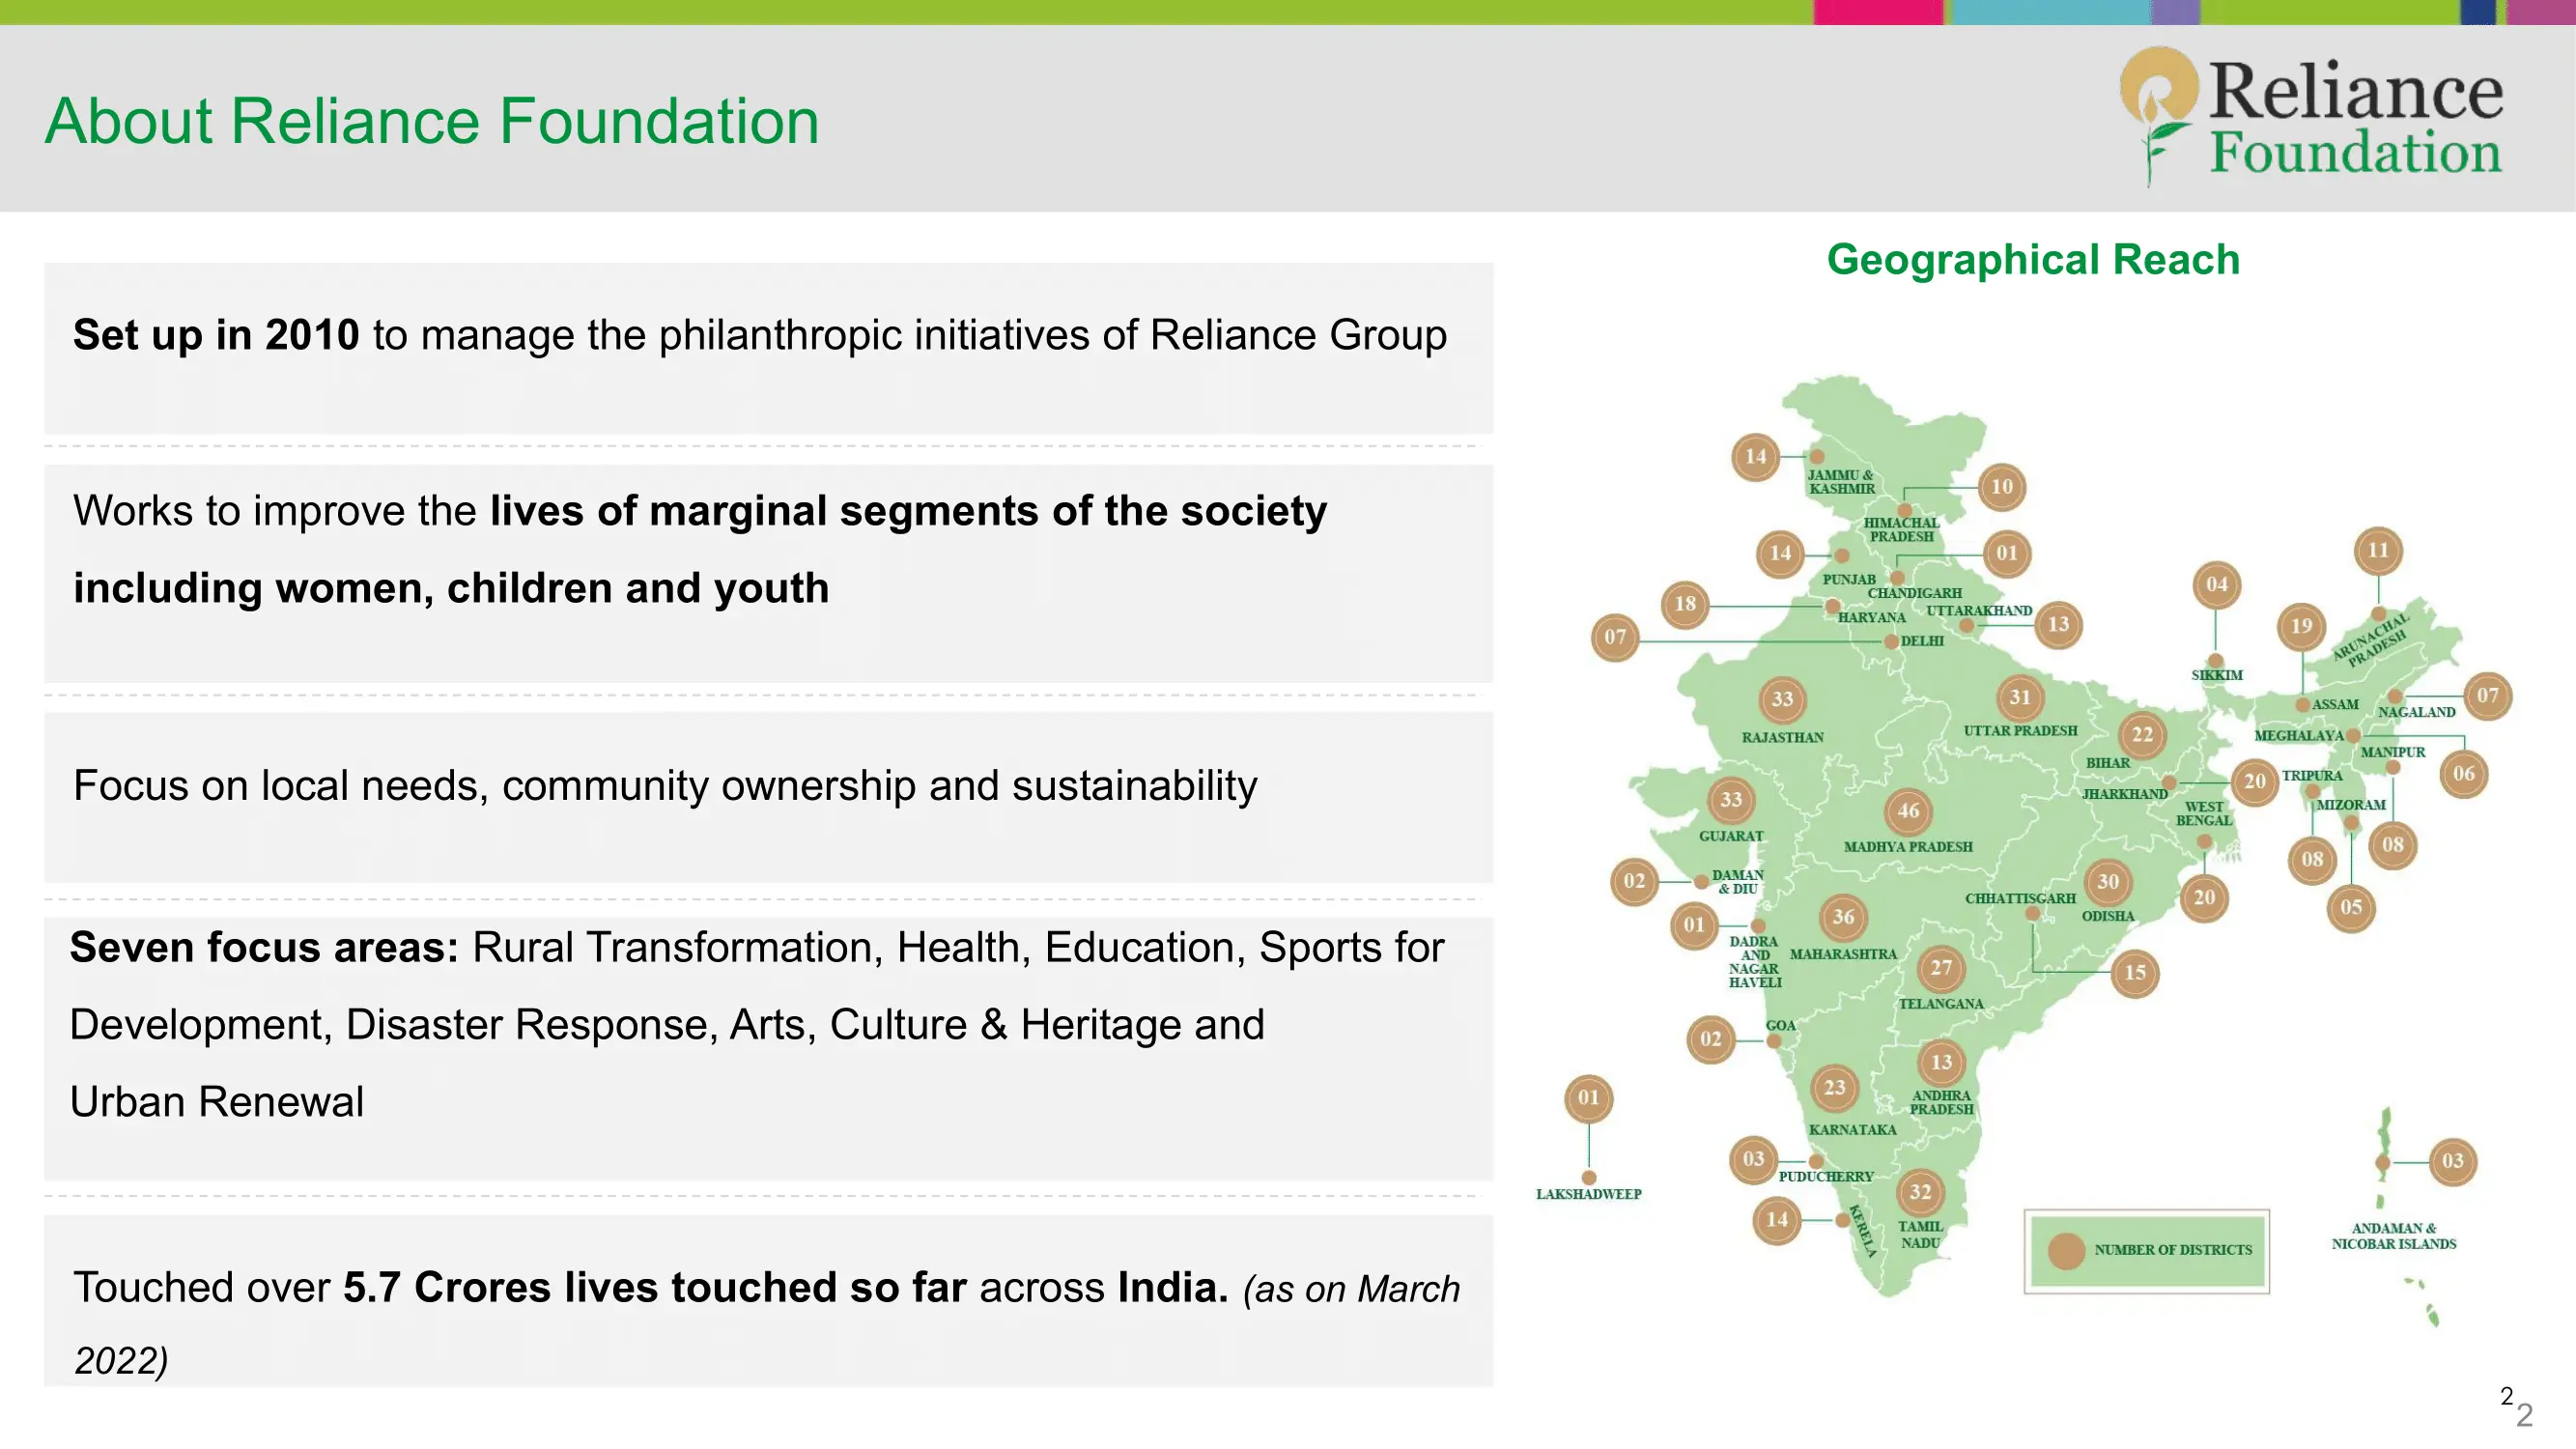 About Reliance Foundation
Reliance
Foundation
Set up in 2010 to manage the philanthropic initiatives of Reliance Group
Works to improve the lives of marginal segments of the society
including women, children and youth
Focus on local needs, community ownership and sustainability
Seven focus areas: Rural Transformation, Health, Education, Sports for
Development, Disaster Response, Arts, Culture & Heritage and
Urban Renewal
Touched over 5.7 Crores lives touched so far across India. (as on March
2022)
Geographical Reach
14
JAMMU &
KASHMIR
10
HIMACHAL
PRADESH
14
PUNJAB
01
CHANDIGARH
18
HARYANA
UTTARAKHAND
13
07
DELHI
04
SIKKIM
11
ARUNACHAL
PRADESH
19
ASSAM
07
NAGALAND
33
RAJASTHAN
31
UTTAR PRADESH
22
BIHAR
MEGHALAYA
06
MANIPUR
08
TRIPURA
08
MIZORAM
05
JHARKHAND
20
WEST
BENGAL
20
33
GUJARAT
46
MADHYA PRADESH
02
DAMAN
& DIU
01
DADRA
AND
NAGAR
HAVELI
36
MAHARASHTRA
CHHATTISGARH
15
30
ODISHA
27
TELANGANA
02
GOA
13
ANDHRA
PRADESH
23
KARNATAKA
01
LAKSHADWEEP
03
PUDUCHERRY
14
KERELA
32
TAMIL
NADU
03
ANDAMAN &
NICOBAR ISLANDS
NUMBER OF DISTRICTS
2
2